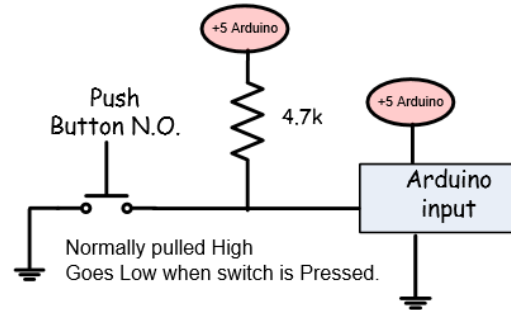 +5 Arduino
Push
Button N.O.
4.7k
+5 Arduino
Arduino
input
Normally pulled High
Goes Low when switch is Pressed.